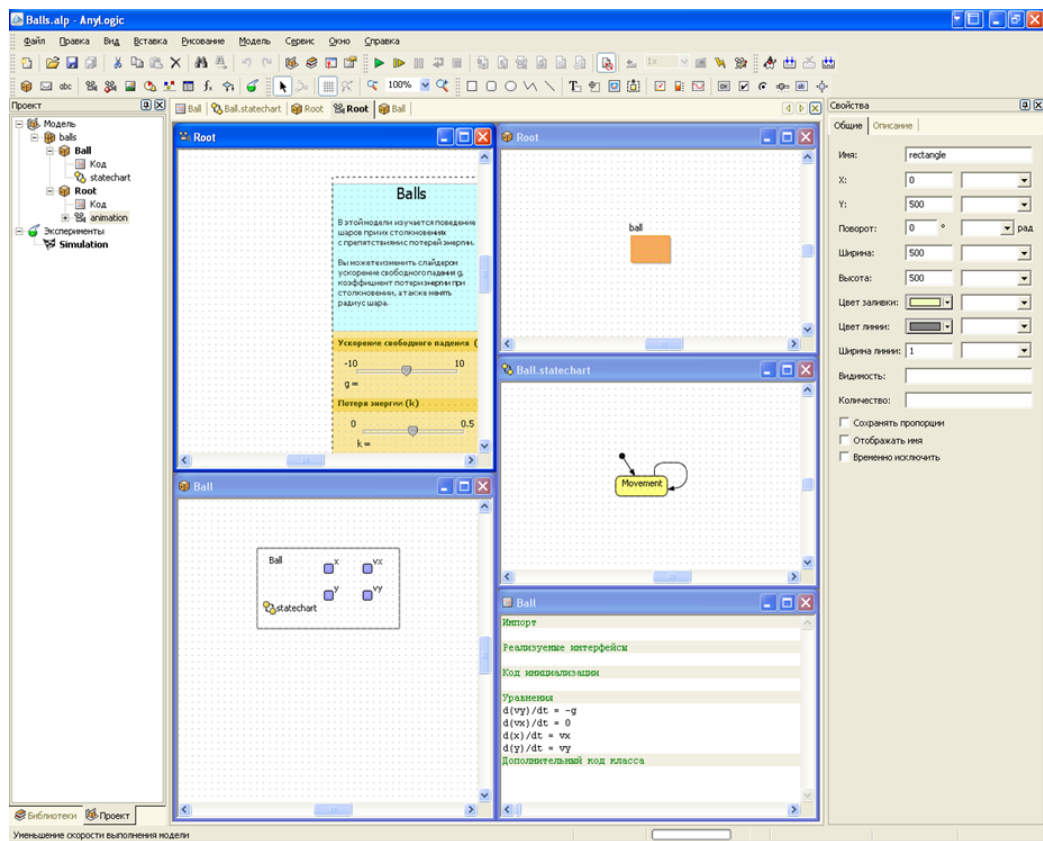 Balls.alp - AnyLogic
Файл Правка Вид Вставка Рисование Модель Сервис Окно Справка
1x
abc 100%
Проект
Модель
balls
Ball
Код
statechart
Root
Код
animation
Эксперименты
Simulation
Библиотеки Проект
Ball Ball.statechart Root Root Ball
Root
Balls
В этоймодели изучается поведение
шаров при их столкновениях
с препятствиями с потерей энергии.
Вы можете изменить слайдером
ускорение свободного падения g,
коэффициент потери энергии при
столкновении, а также менять
радиус шара.
Ускорение свободного падения (
-10 10
g =
Потеря энергии (k)
0 0.5
k =
Root
ball
Ball.statechart
Movement
Ball
Ball
x vx
y vy
statechart
Ball
Импорт
Реализуемые интерфейсы
Код инициализации
Уравнения
d(vy)/dt = -g
d(vx)/dt = 0
d(x)/dt = vx
d(y)/dt = vy
Дополнительный код класса
Свойства
Общие Описание
Имя: rectangle
X: 0
Y: 500
Поворот: 0 ° рад
Ширина: 500
Высота: 500
Цвет заливки:
Цвет линии:
Ширина линии: 1
Видимость:
Количество:
Сохранять пропорции
Отображать имя
Временно исключить
Уменьшение скорости выполнения модели